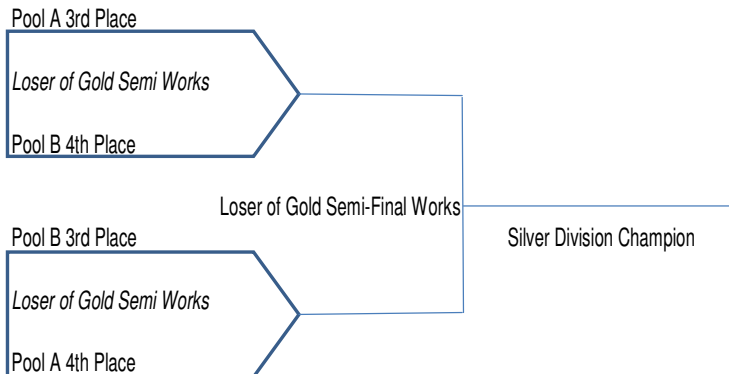 Pool A 3rd Place
Loser of Gold Semi Works
Pool B 4th Place
Loser of Gold Semi-Final Works
Pool B 3rd Place
Silver Division Champion
Loser of Gold Semi Works
Pool A 4th Place